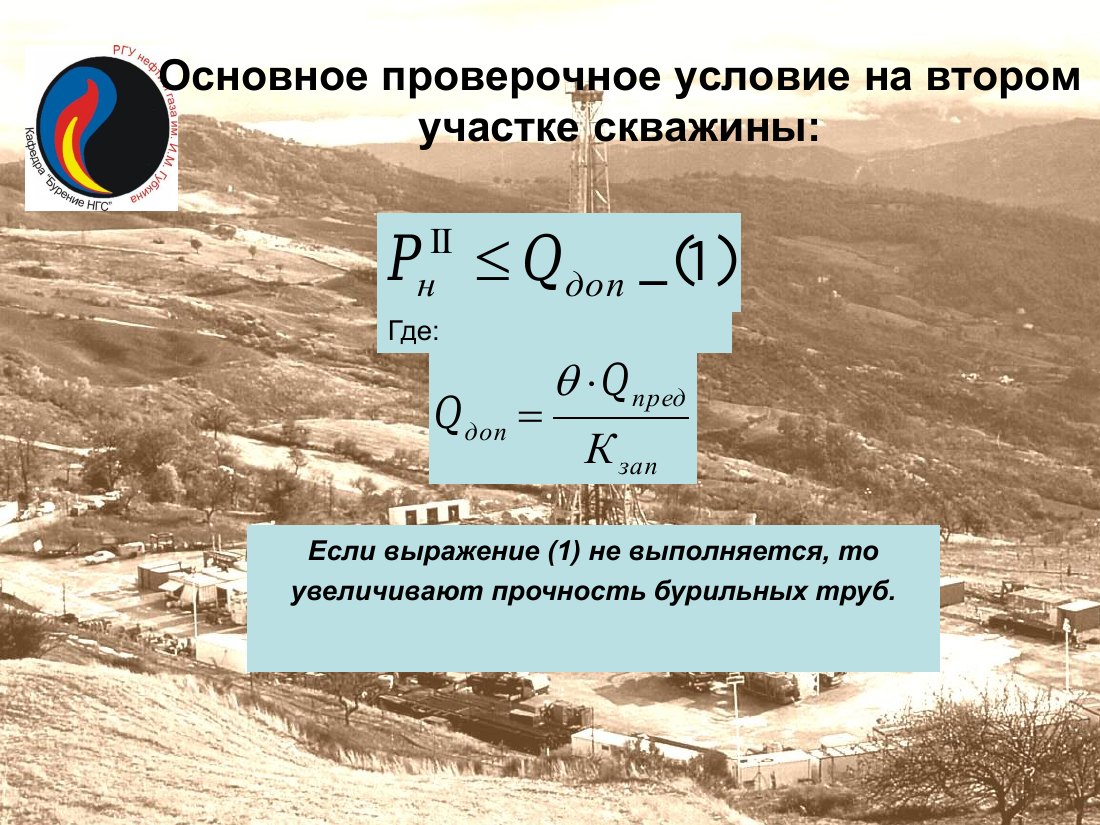 РГУ нефти и газа им. И.М. Губкина
Кафедра "Бурение НГС"
Основное проверочное условие на втором
участке скважины:
P_н^II ≤ Q_доп _(1)
Где:
Q_доп = θ · Q_пред / К_зап
Если выражение (1) не выполняется, то
увеличивают прочность бурильных труб.